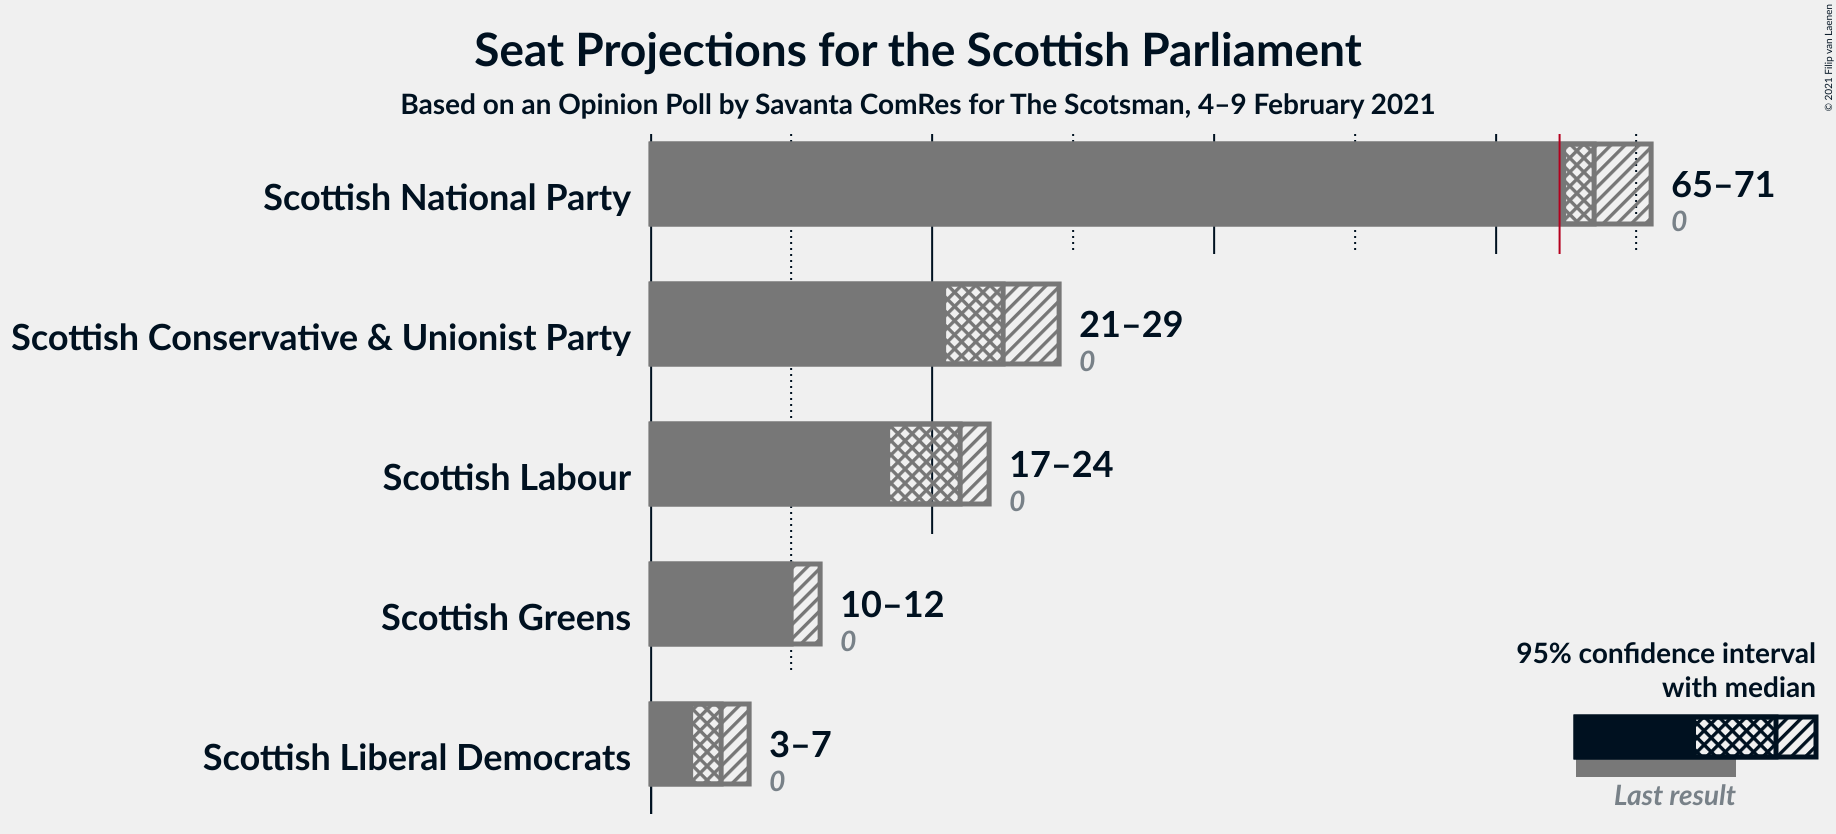 Seat Projections for the Scottish Parliament
Based on an Opinion Poll by Savanta ComRes for The Scotsman, 4–9 February 2021
© 2021 Filip van Laenen
Scottish National Party
65–71
0
Scottish Conservative & Unionist Party
21–29
0
Scottish Labour
17–24
0
Scottish Greens
10–12
0
Scottish Liberal Democrats
3–7
0
95% confidence interval
with median
Last result